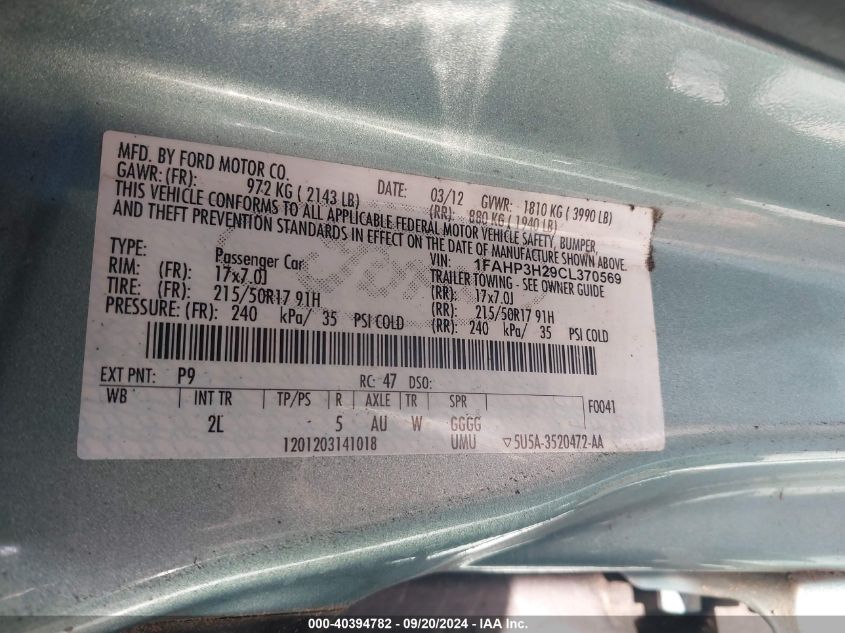 MFD. BY FORD MOTOR CO.
DATE: 03/12 GVWR: 1810 KG ( 3990 LB)
GAWR: (FR): 972 KG ( 2143 LB) (RR): 880 KG ( 1940 LB)
THIS VEHICLE CONFORMS TO ALL APPLICABLE FEDERAL MOTOR VEHICLE SAFETY, BUMPER,
AND THEFT PREVENTION STANDARDS IN EFFECT ON THE DATE OF MANUFACTURE SHOWN ABOVE.
VIN: 1FAHP3H29CL370569
TYPE: Passenger Car TRAILER TOWING - SEE OWNER GUIDE
RIM: (FR): 17x7.0J (RR): 17x7.0J
TIRE: (FR): 215/50R17 91H (RR): 215/50R17 91H
PRESSURE: (FR): 240 kPa/ 35 PSI COLD (RR): 240 kPa/ 35 PSI COLD
EXT PNT: P9 RC: 47 DSO:
WB INT TR TP/PS R AXLE TR SPR F0041
2L 5 AU W GGGG
1201203141018 UMU ▽5U5A-3520472-AA
000-40394782 - 09/20/2024 - IAAI.com